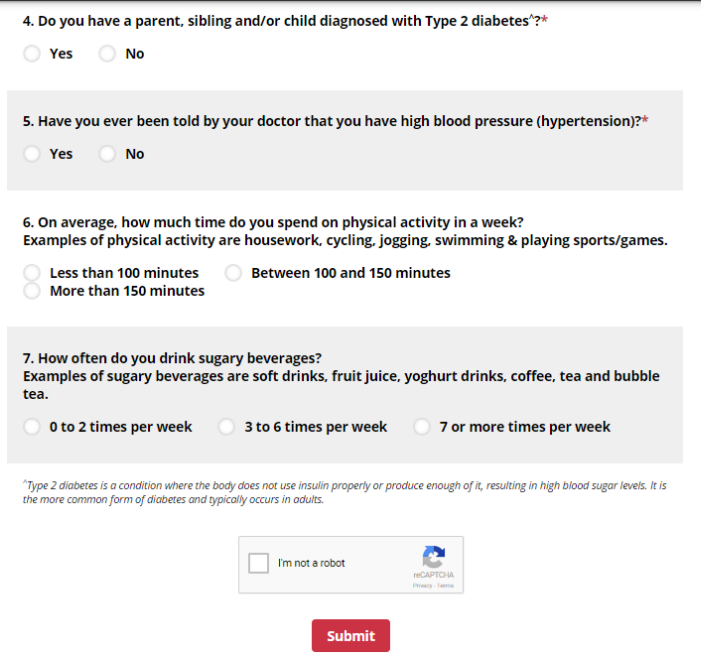 4. Do you have a parent, sibling and/or child diagnosed with Type 2 diabetes^?*
Yes No
5. Have you ever been told by your doctor that you have high blood pressure (hypertension)?*
Yes No
6. On average, how much time do you spend on physical activity in a week?
Examples of physical activity are housework, cycling, jogging, swimming & playing sports/games.
Less than 100 minutes Between 100 and 150 minutes
More than 150 minutes
7. How often do you drink sugary beverages?
Examples of sugary beverages are soft drinks, fruit juice, yoghurt drinks, coffee, tea and bubble
tea.
0 to 2 times per week 3 to 6 times per week 7 or more times per week
^Type 2 diabetes is a condition where the body does not use insulin properly or produce enough of it, resulting in high blood sugar levels. It is
the more common form of diabetes and typically occurs in adults.
I'm not a robot
reCAPTCHA
Privacy - Terms
Submit